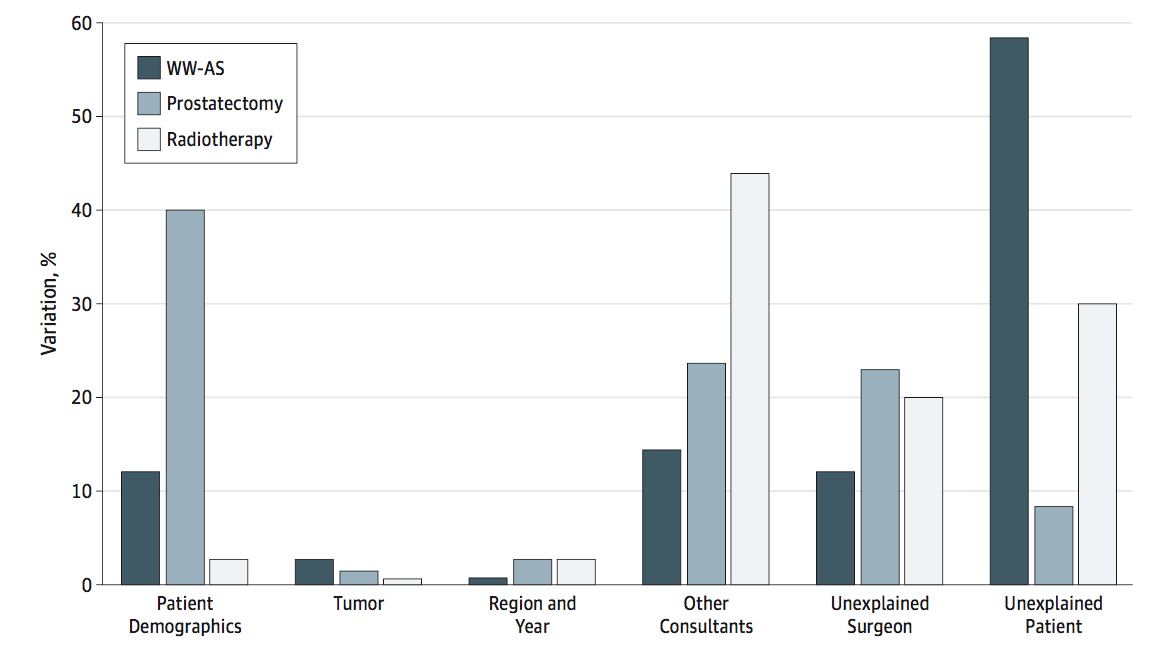 60
50
40
30
20
10
0
Variation, %
WW-AS
Prostatectomy
Radiotherapy
Patient
Demographics
Tumor
Region and
Year
Other
Consultants
Unexplained
Surgeon
Unexplained
Patient